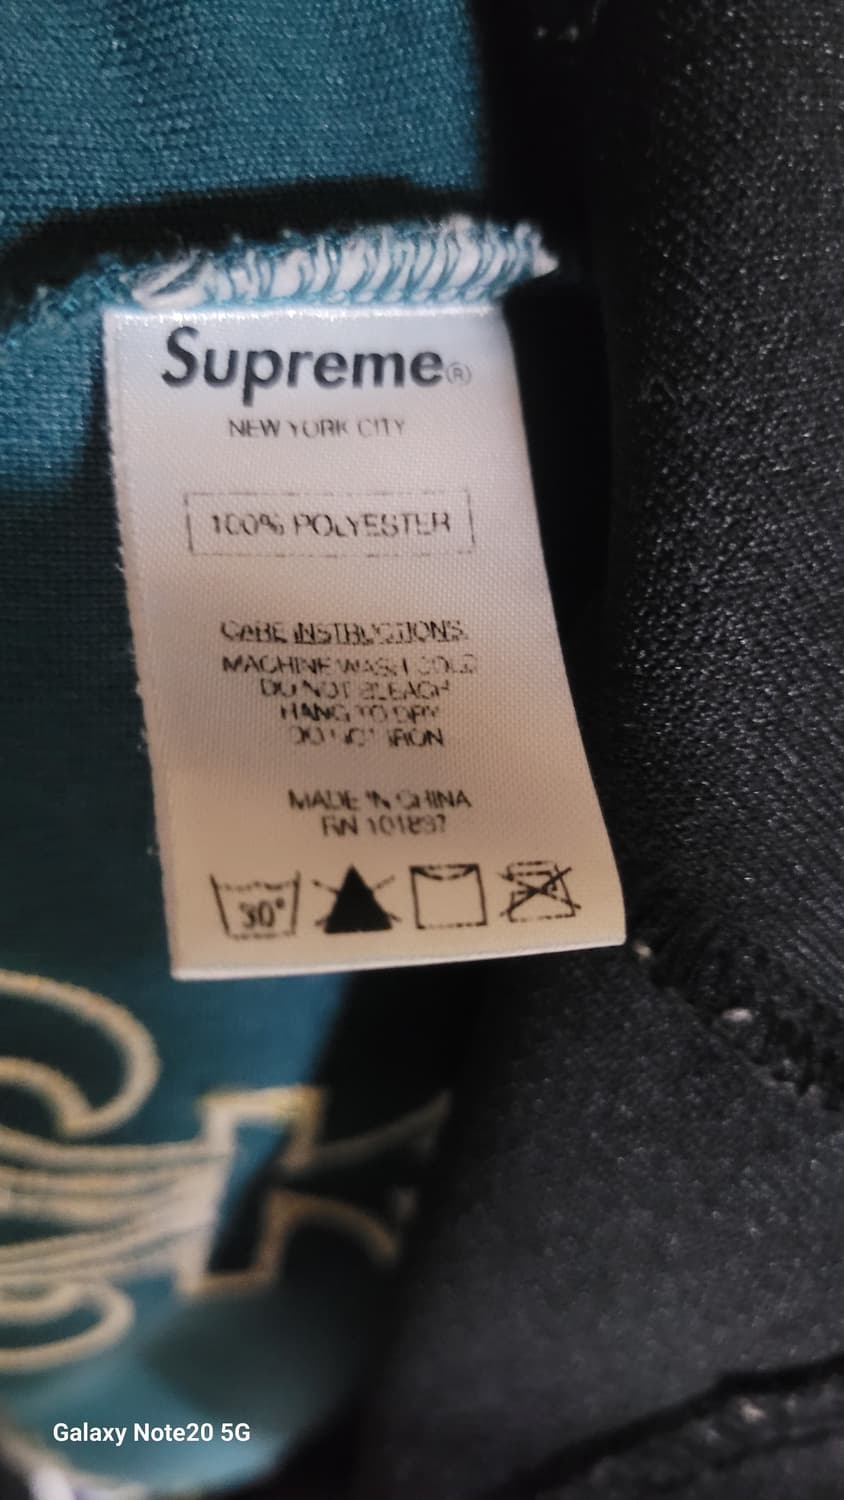 Supreme®
NEW YORK CITY
100% POLYESTER
CARE INSTRUCTIONS
MACHINE WASH COLD
DO NOT BLEACH
HANG TO DRY
DO NOT IRON
MADE IN CHINA
RN 101837
30°
Galaxy Note20 5G